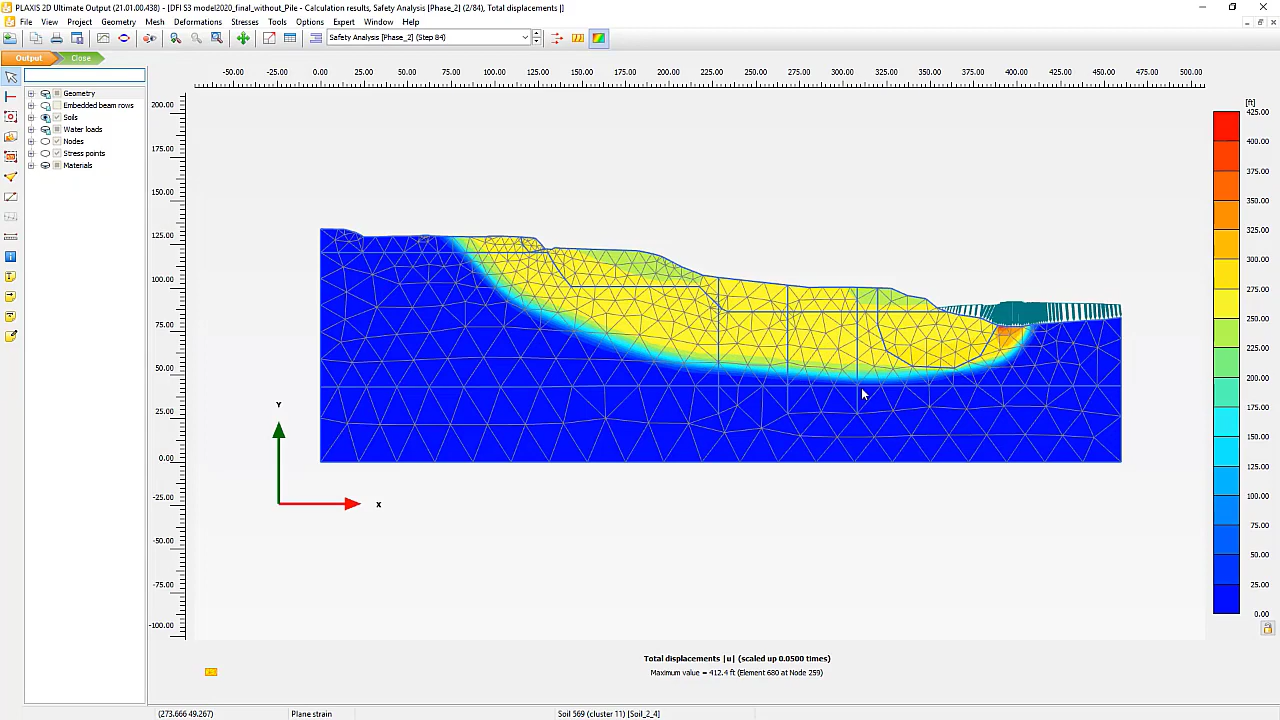 PLAXIS 2D Ultimate Output (21.01.00.438) - [DFI S3 model2020_final_without_Pile - Calculation results, Safety Analysis [Phase_2] (2/84), Total displacements |]
File View Project Geometry Mesh Deformations Stresses Tools Options Expert Safety Window Help
Safety Analysis [Phase_2] (Step 84)
Output Close
-50.00 -25.00 0.00 25.00 50.00 75.00 100.00 125.00 150.00 175.00 200.00 225.00 250.00 275.00 300.00 325.00 350.00 375.00 400.00 425.00 450.00 475.00 500.00
Geometry
Embedded beam rows
Soils
Water loads
Nodes
Stress points
Materials
200.00
175.00
150.00
125.00
100.00
75.00
50.00
25.00
0.00
-25.00
-50.00
-75.00
-100.00
Y
x
[ft]
425.00
400.00
375.00
350.00
325.00
300.00
275.00
250.00
225.00
200.00
175.00
150.00
125.00
100.00
75.00
50.00
25.00
0.00
Total displacements |u| (scaled up 0.0500 times)
Maximum value = 412.4 ft (Element 680 at Node 259)
(273.666 49.267) Plane strain Soil 569 (cluster 11) [Soil_2_4]